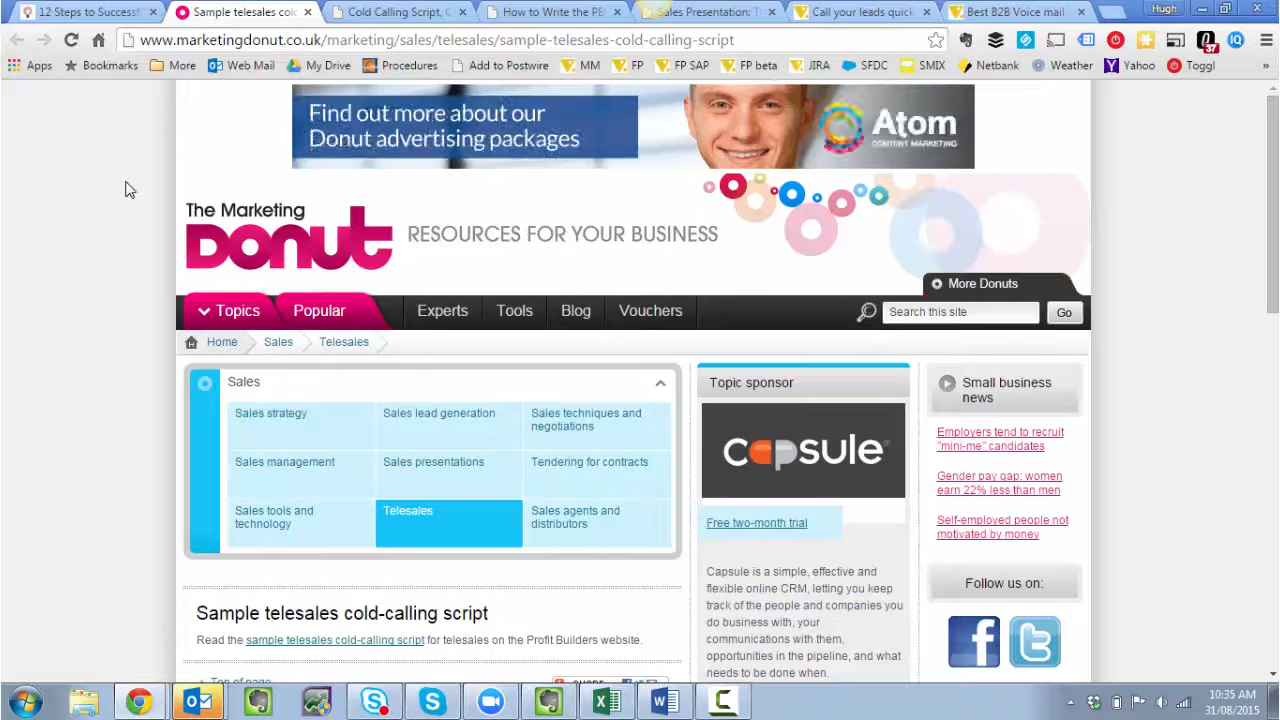 12 Steps to Successf
Sample telesales col
Cold Calling Script, C
How to Write the PE
Sales Presentation: Th
Call your leads quick
Best B2B Voice mail
Hugh
www.marketingdonut.co.uk/marketing/sales/telesales/sample-telesales-cold-calling-script
37
Apps
Bookmarks
More
Web Mail
My Drive
Procedures
Add to Postwire
MM
FP
FP SAP
FP beta
JIRA
SFDC
SMIX
Netbank
Weather
Yahoo
Toggl
»
Find out more about our
Donut advertising packages
Atom
CONTENT MARKETING
The Marketing
Donut
RESOURCES FOR YOUR BUSINESS
More Donuts
Topics
Popular
Experts
Tools
Blog
Vouchers
Search this site
Go
Home
Sales
Telesales
Sales
Sales strategy
Sales lead generation
Sales techniques and
negotiations
Sales management
Sales presentations
Tendering for contracts
Sales tools and
technology
Telesales
Sales agents and
distributors
Sample telesales cold-calling script
Read the sample telesales cold-calling script for telesales on the Profit Builders website.
Top of page
Topic sponsor
capsule
Free two-month trial
Capsule is a simple, effective and
flexible online CRM, letting you keep
track of the people and companies you
do business with, your
communications with them,
opportunities in the pipeline, and what
needs to be done when.
Small business
news
Employers tend to recruit
"mini-me" candidates
Gender pay gap: women
earn 22% less than men
Self-employed people not
motivated by money
Follow us on:
10:35 AM
31/08/2015